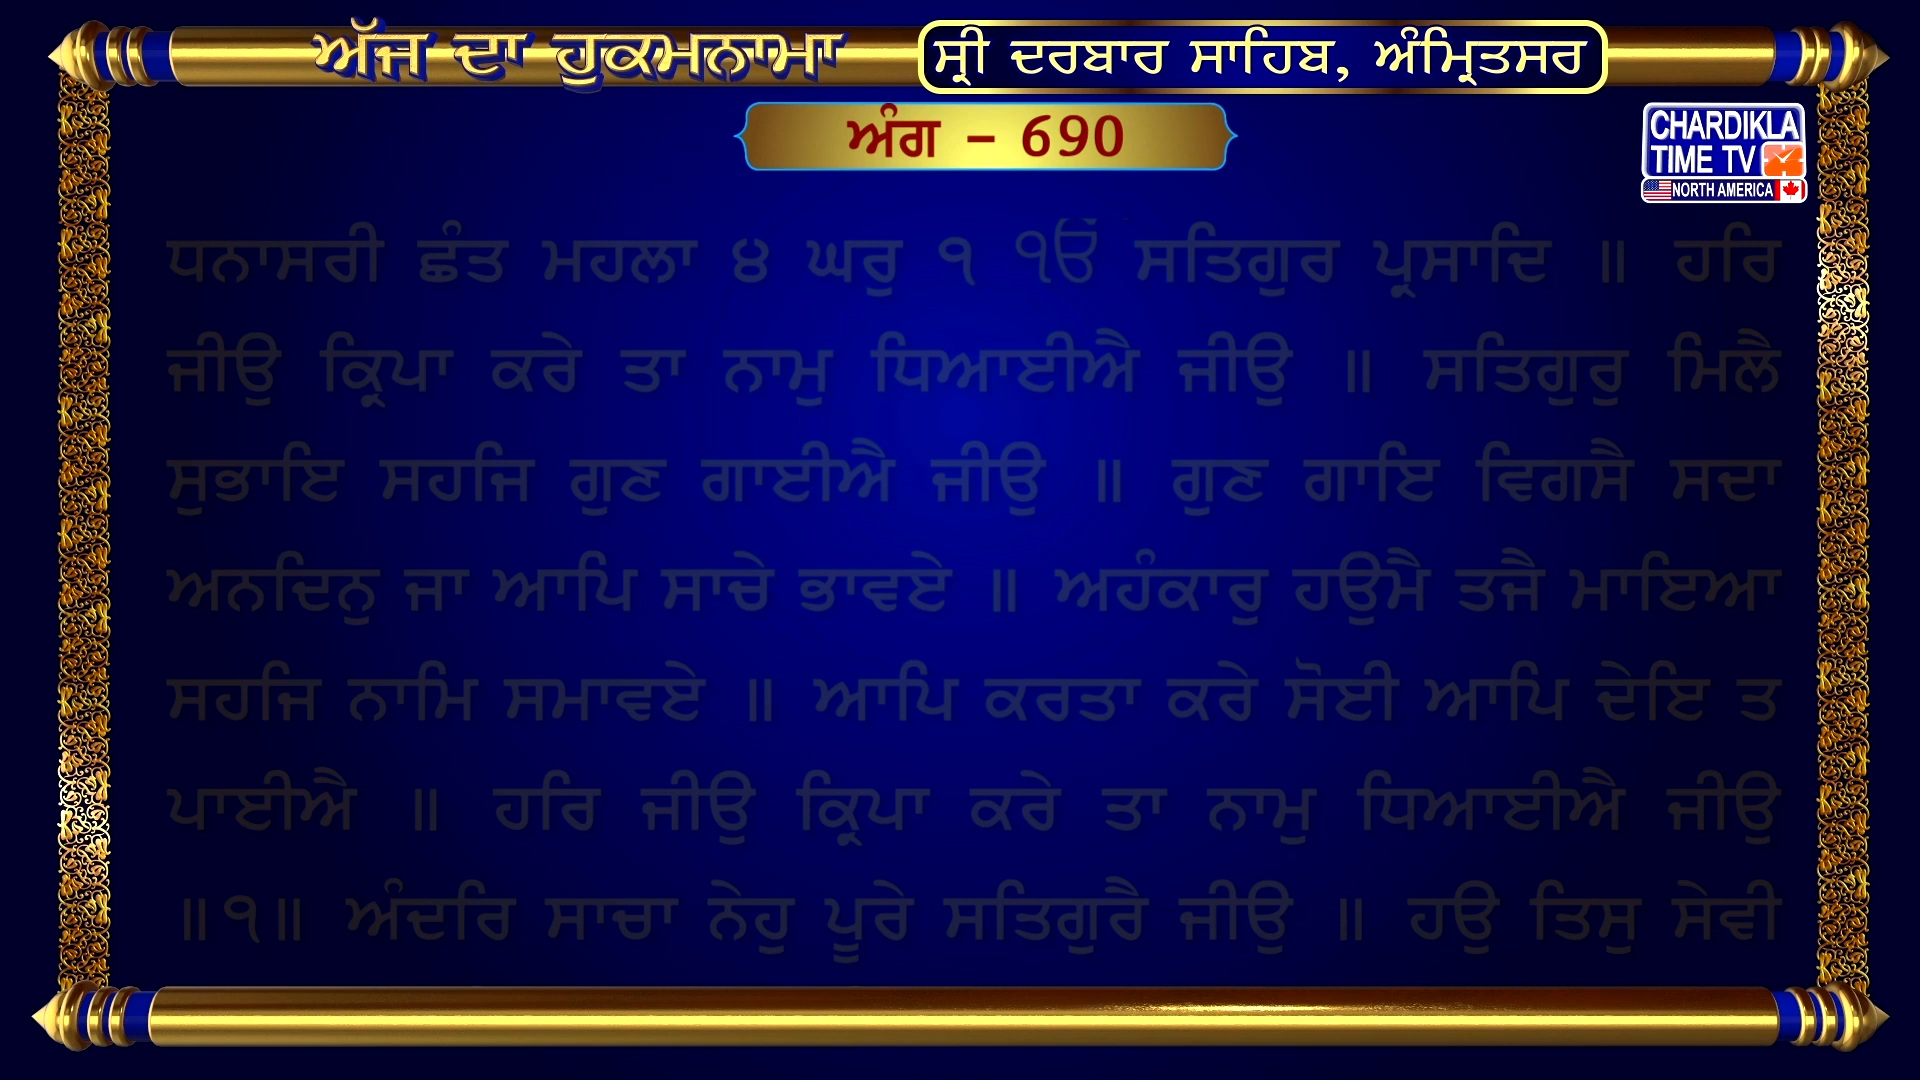 ਅੱਜ ਦਾ ਹੁਕਮਨਾਮਾ ਸ੍ਰੀ ਦਰਬਾਰ ਸਾਹਿਬ, ਅੰਮ੍ਰਿਤਸਰ
ਅੰਗ – 690
CHARDIKLA
TIME TV
NORTH AMERICA
ਧਨਾਸਰੀ ਛੰਤ ਮਹਲਾ ੪ ਘਰੁ ੧ ੴ ਸਤਿਗੁਰ ਪ੍ਰਸਾਦਿ ॥ ਹਰਿ
ਜੀਉ ਕ੍ਰਿਪਾ ਕਰੇ ਤਾ ਨਾਮੁ ਧਿਆਈਐ ਜੀਉ ॥ ਸਤਿਗੁਰੁ ਮਿਲੈ
ਸੁਭਾਇ ਸਹਜਿ ਗੁਣ ਗਾਈਐ ਜੀਉ ॥ ਗੁਣ ਗਾਇ ਵਿਗਸੈ ਸਦਾ
ਅਨਦਿਨੁ ਜਾ ਆਪਿ ਸਾਚੇ ਭਾਵਏ ॥ ਅਹੰਕਾਰੁ ਹਉਮੈ ਤਜੈ ਮਾਇਆ
ਸਹਜਿ ਨਾਮਿ ਸਮਾਵਏ ॥ ਆਪਿ ਕਰਤਾ ਕਰੇ ਸੋਈ ਆਪਿ ਦੇਇ ਤ
ਪਾਈਐ ॥ ਹਰਿ ਜੀਉ ਕ੍ਰਿਪਾ ਕਰੇ ਤਾ ਨਾਮੁ ਧਿਆਈਐ ਜੀਉ
॥੧॥ ਅੰਦਰਿ ਸਾਚਾ ਨੇਹੁ ਪੂਰੇ ਸਤਿਗੁਰੈ ਜੀਉ ॥ ਹਉ ਤਿਸੁ ਸੇਵੀ